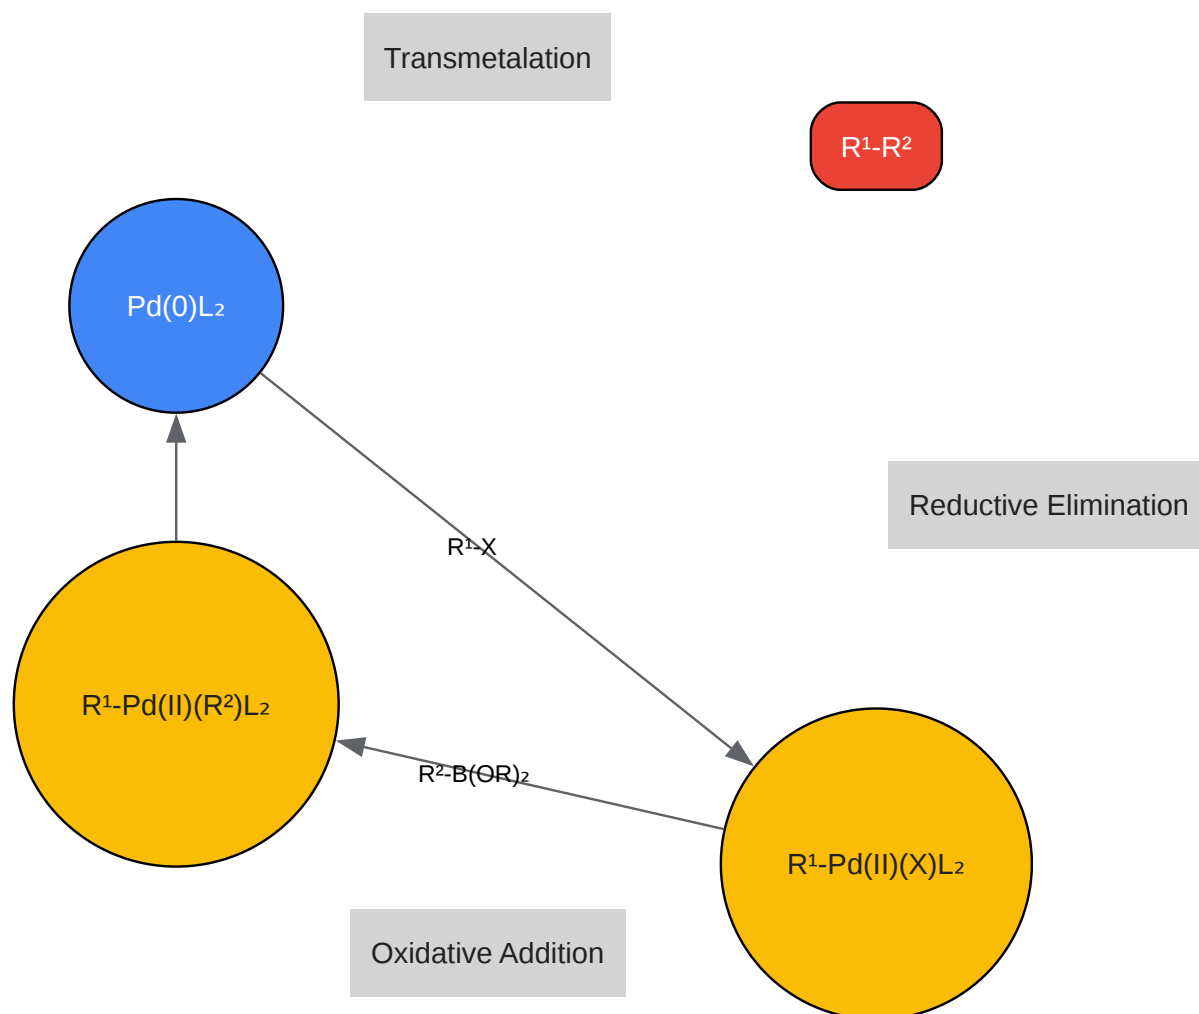 Transmetalation
R¹-R²
Pd(0)L₂
Reductive Elimination
R¹-X
R¹-Pd(II)(R²)L₂
R²-B(OR)₂
R¹-Pd(II)(X)L₂
Oxidative Addition